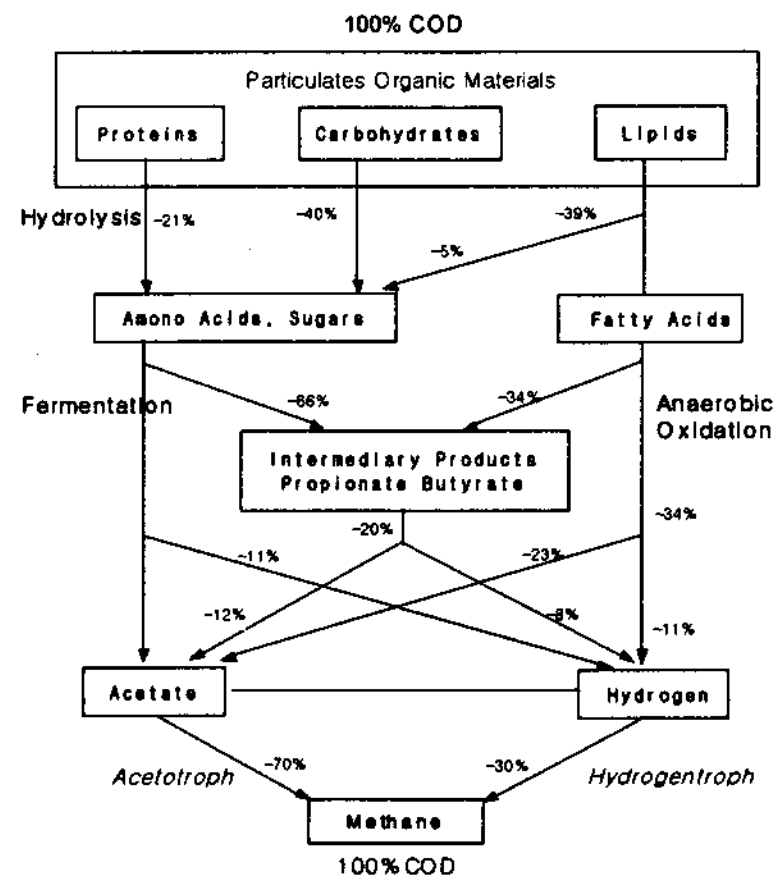 100% COD
Particulates Organic Materials
Proteins
Carbohydrates
Lipids
Hydrolysis
~21%
~40%
~39%
~5%
Amono Acids, Sugars
Fatty Acids
Fermentation
~66%
~34%
Anaerobic
Oxidation
Intermediary Products
Propionate Butyrate
~20%
~34%
~11%
~23%
~12%
~8%
~11%
Acetate
Hydrogen
Acetotroph
~70%
~30%
Hydrogentroph
Methane
100% COD